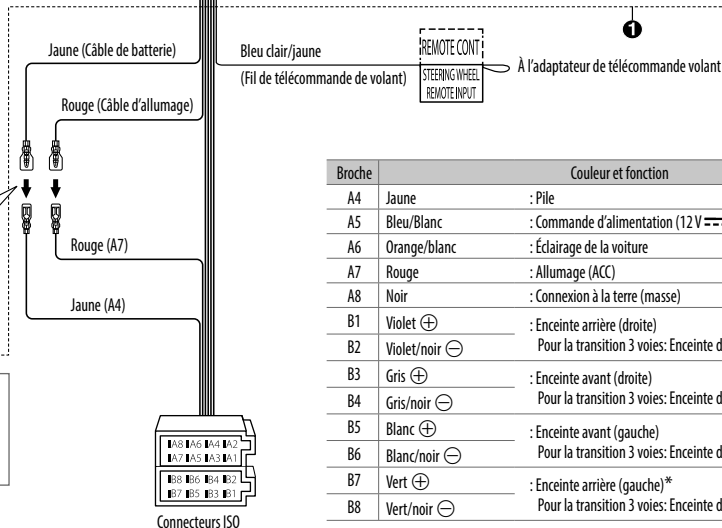 ❶
Jaune (Câble de batterie)
Bleu clair/jaune
REMOTE CONT
À l'adaptateur de télécommande volant
(Fil de télécommande de volant)
STEERING WHEEL
REMOTE INPUT
Rouge (Câble d'allumage)
Broche Couleur et fonction
A4 Jaune : Pile
A5 Bleu/Blanc : Commande d'alimentation (12 V ⎓
A6 Orange/blanc : Éclairage de la voiture
A7 Rouge : Allumage (ACC)
A8 Noir : Connexion à la terre (masse)
B1 Violet ⊕ : Enceinte arrière (droite)
B2 Violet/noir ⊖ Pour la transition 3 voies: Enceinte
B3 Gris ⊕ : Enceinte avant (droite)
B4 Gris/noir ⊖ Pour la transition 3 voies: Enceinte
B5 Blanc ⊕ : Enceinte avant (gauche)
B6 Blanc/noir ⊖ Pour la transition 3 voies: Enceinte
B7 Vert ⊕ : Enceinte arrière (gauche)*
B8 Vert/noir ⊖ Pour la transition 3 voies: Enceinte
Rouge (A7)
Jaune (A4)
A8 A6 A4 A2
A7 A5 A3 A1
B8 B6 B4 B2
B7 B5 B3 B1
Connecteurs ISO